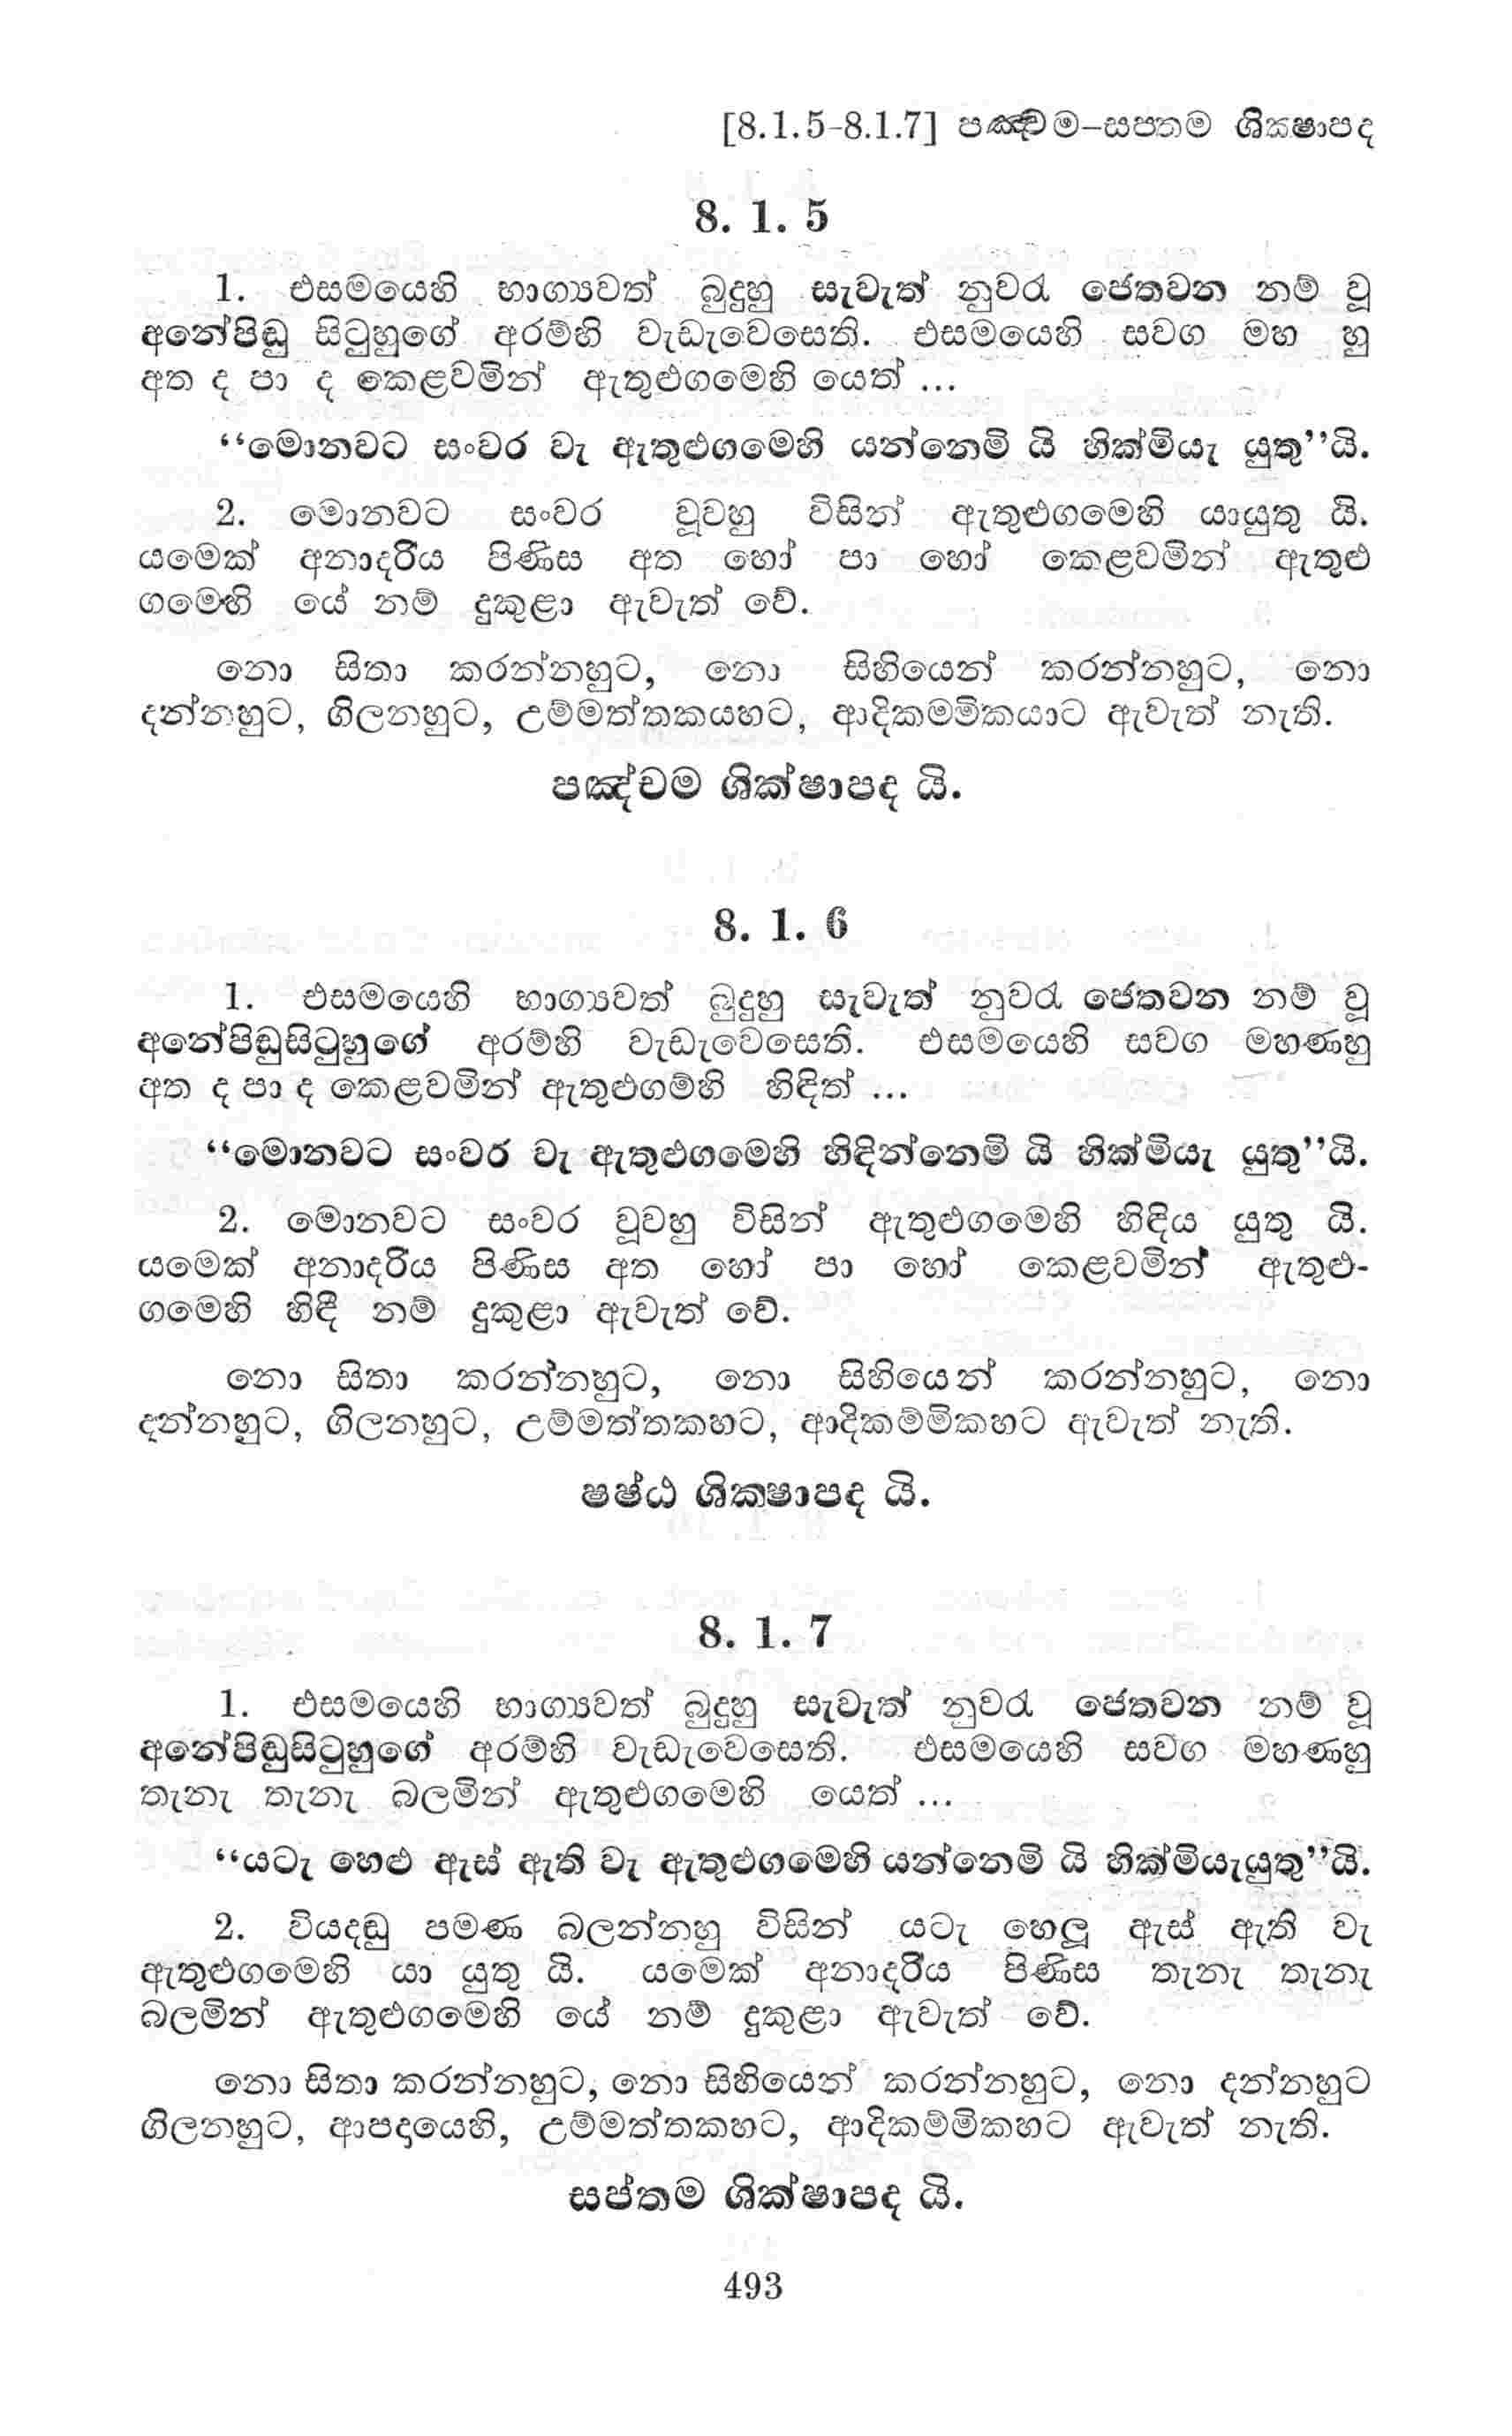 [8.1.5-8.1.7] පඤ්චම–සප්තම ශික්ෂාපද
8. 1. 5
1. එසමයෙහි භාග්‍යවත් බුදුහු සැවැත් නුවරැ ජෙතවන නම් වූ
අනේපිඬු සිටුහුගේ අරම්හි වැඩැවෙසෙති. එසමයෙහි සවග මහ හු
අත ද පා ද කෙළවමින් ඇතුළුගමෙහි යෙත් ...
“මොනවට සංවර වැ ඇතුළුගමෙහි යන්නෙමි යි හික්මියැ යුතු”යි.
2. මොනවට සංවර වූවහු විසින් ඇතුළුගමෙහි යායුතු යි.
යමෙක් අනාදරිය පිණිස අත හෝ පා හෝ කෙළවමින් ඇතුළු
ගමෙහි යේ නම් දුකුළා ඇවැත් වේ.
නො සිතා කරන්නහුට, නො සිහියෙන් කරන්නහුට, නො
දන්නහුට, ගිලනහුට, උම්මත්තකයහට, ආදිකම්මිකයාට ඇවැත් නැති.
පඤ්චම ශික්ෂාපද යි.
8. 1. 6
1. එසමයෙහි භාග්‍යවත් බුදුහු සැවැත් නුවරැ ජෙතවන නම් වූ
අනේපිඬුසිටුහුගේ අරම්හි වැඩැවෙසෙති. එසමයෙහි සවග මහණහු
අත ද පා ද කෙළවමින් ඇතුළුගම්හි හිඳිත් ...
“මොනවට සංවර වැ ඇතුළුගමෙහි හිඳින්නෙමි යි හික්මියැ යුතු”යි.
2. මොනවට සංවර වූවහු විසින් ඇතුළුගමෙහි හිඳිය යුතු යි.
යමෙක් අනාදරිය පිණිස අත හෝ පා හෝ කෙළවමින් ඇතුළු-
ගමෙහි හිඳී නම් දුකුළා ඇවැත් වේ.
නො සිතා කරන්නහුට, නො සිහියෙන් කරන්නහුට, නො
දන්නහුට, ගිලනහුට, උම්මත්තකහට, ආදිකම්මිකහට ඇවැත් නැති.
ෂෂ්ඨ ශික්ෂාපද යි.
8. 1. 7
1. එසමයෙහි භාග්‍යවත් බුදුහු සැවැත් නුවරැ ජෙතවන නම් වූ
අනේපිඬුසිටුහුගේ අරම්හි වැඩැවෙසෙති. එසමයෙහි සවග මහණහු
තැනැ තැනැ බලමින් ඇතුළුගමෙහි යෙත් ...
“යටැ හෙළු ඇස් ඇති වැ ඇතුළුගමෙහි යන්නෙමි යි හික්මියැයුතු”යි.
2. වියදඬු පමණ බලන්නහු විසින් යටැ හෙලූ ඇස් ඇති වැ
ඇතුළුගමෙහි යා යුතු යි. යමෙක් අනාදරිය පිණිස තැනැ තැනැ
බලමින් ඇතුළුගමෙහි යේ නම් දුකුළා ඇවැත් වේ.
නො සිතා කරන්නහුට, නො සිහියෙන් කරන්නහුට, නො දන්නහුට
ගිලනහුට, ආපදායෙහි, උම්මත්තකහට, ආදිකම්මිකහට ඇවැත් නැති.
සප්තම ශික්ෂාපද යි.
493